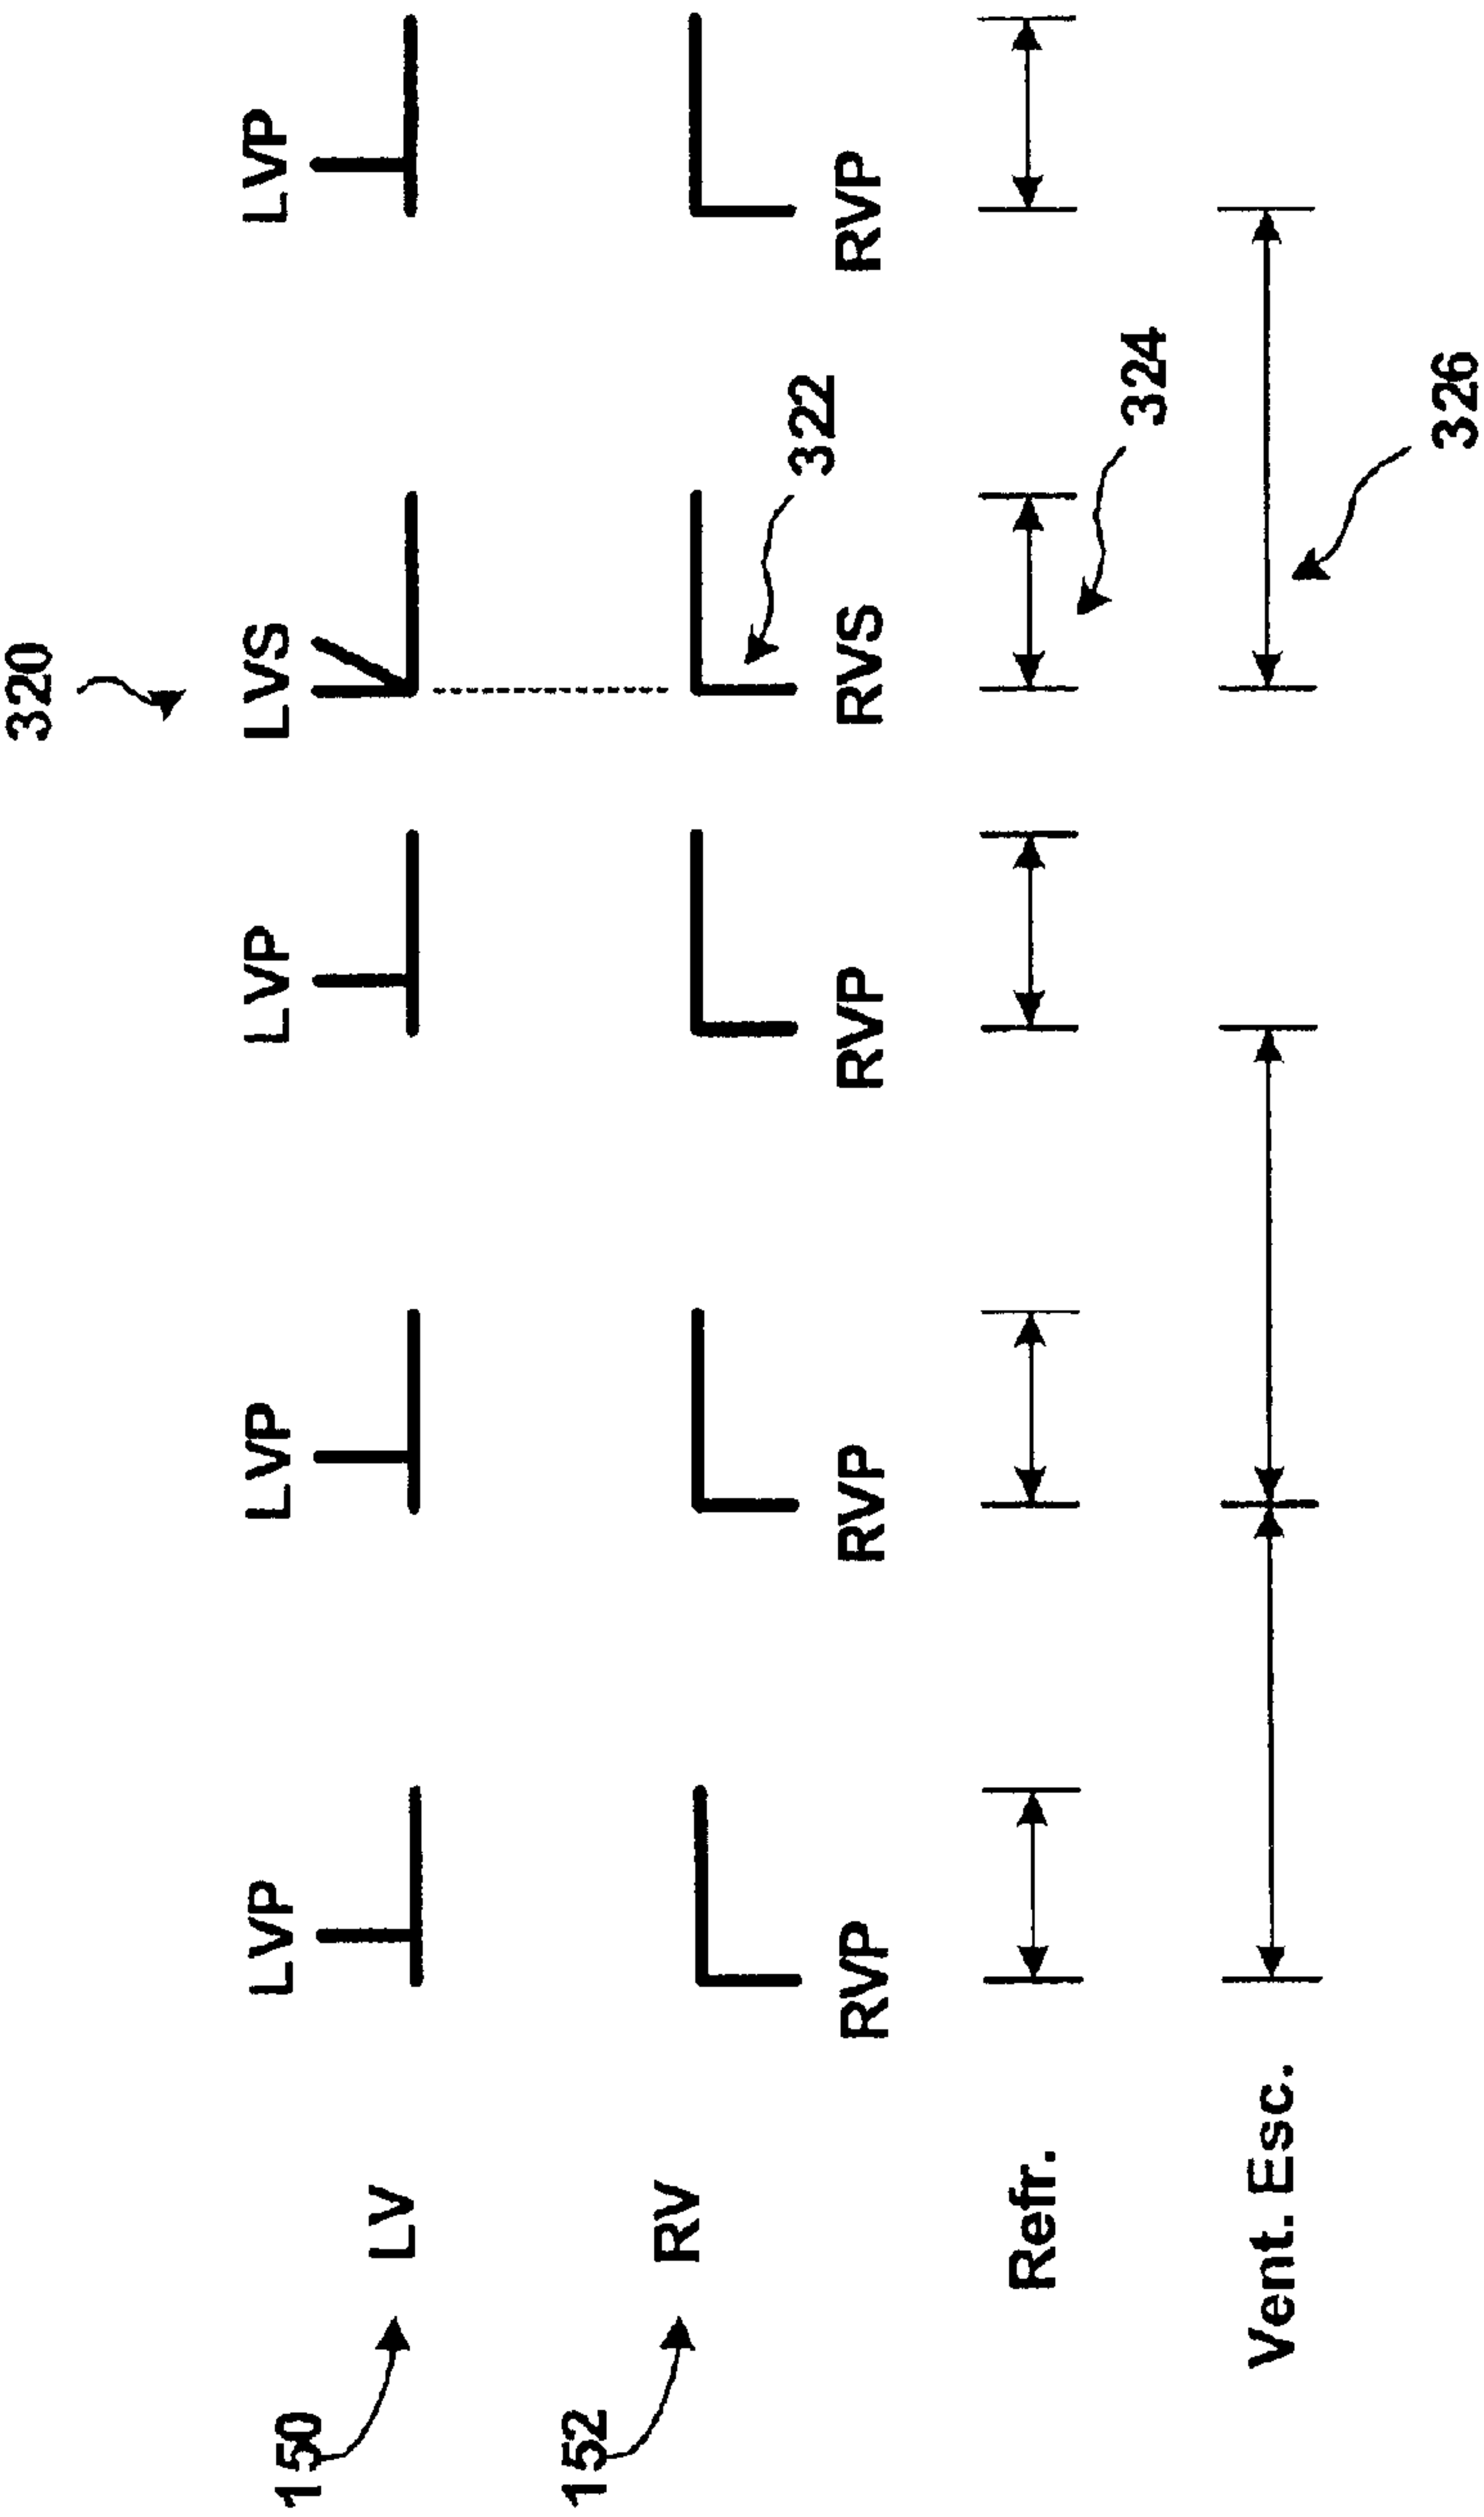 320
LVP LVP LVP LVS LVP
150
LV
322
152
RV
RVP RVP RVP RVS RVP
324
Refr.
326
Vent. Esc.